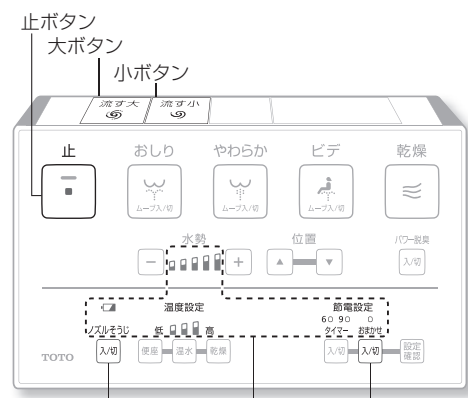 止ボタン
大ボタン
小ボタン
流す大 流す小
止 おしり やわらか ビデ 乾燥
ムーブ入/切 ムーブ入/切 ムーブ入/切
水勢 位置 パワー脱臭
− + ▲ ▼ 入/切
温度設定 節電設定
60 90
ノズルそうじ 低 高 タイマー おまかせ
TOTO 入/切 便座 温水 乾燥 入/切 入/切 設定確認